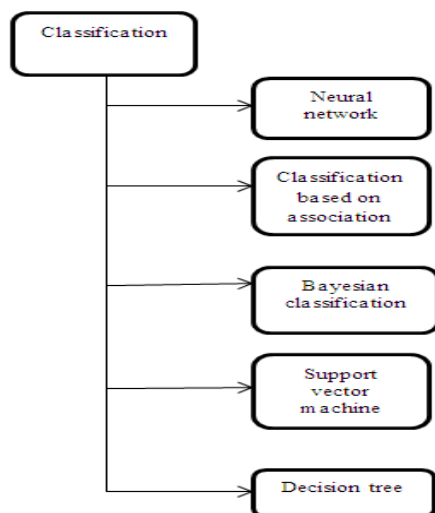 Classification
Neural
network
Classification
based on
association
Bayesian
classification
Support
vector
machine
Decision tree